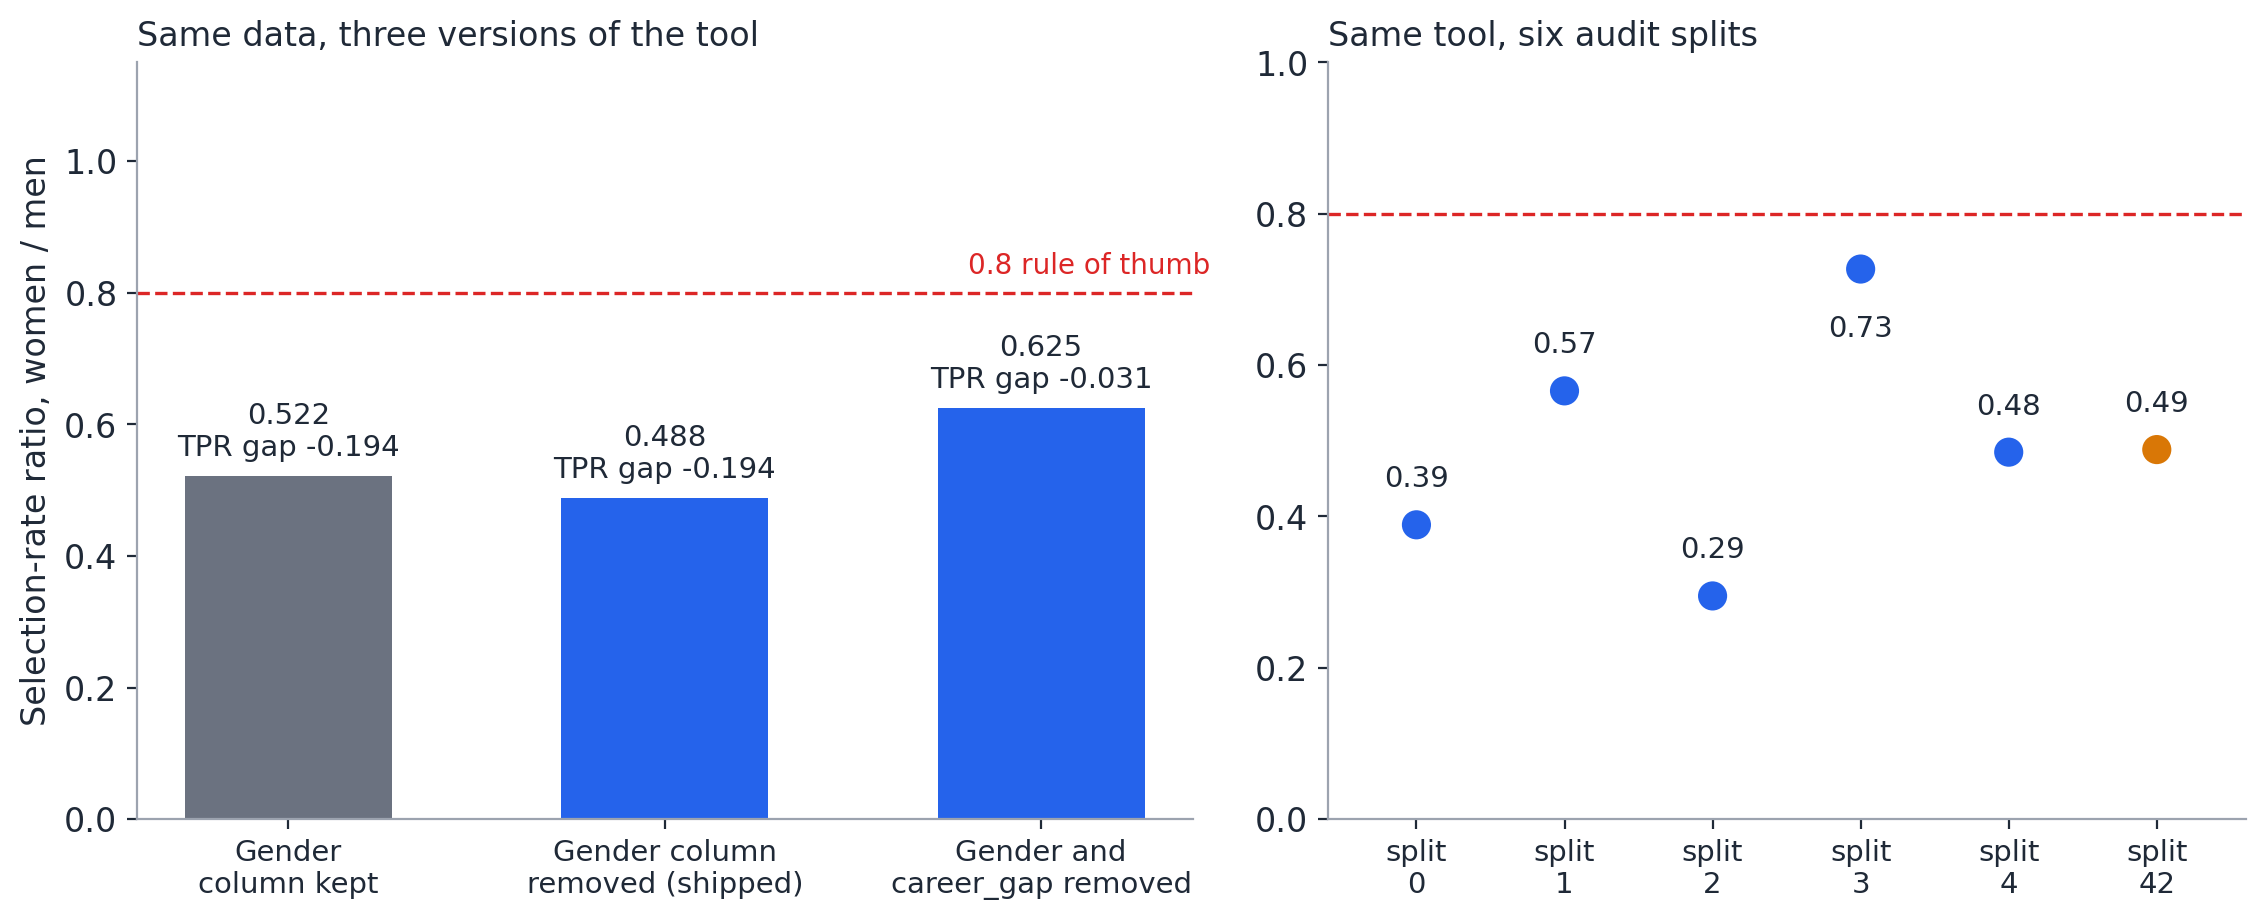 Same data, three versions of the tool
Selection-rate ratio, women / men
1.0
0.8
0.6
0.4
0.2
0.0
0.8 rule of thumb
0.522
TPR gap -0.194
0.488
TPR gap -0.194
0.625
TPR gap -0.031
Gender
column kept
Gender column
removed (shipped)
Gender and
career_gap removed
Same tool, six audit splits
1.0
0.8
0.6
0.4
0.2
0.0
0.39
0.57
0.29
0.73
0.48
0.49
split
0
split
1
split
2
split
3
split
4
split
42